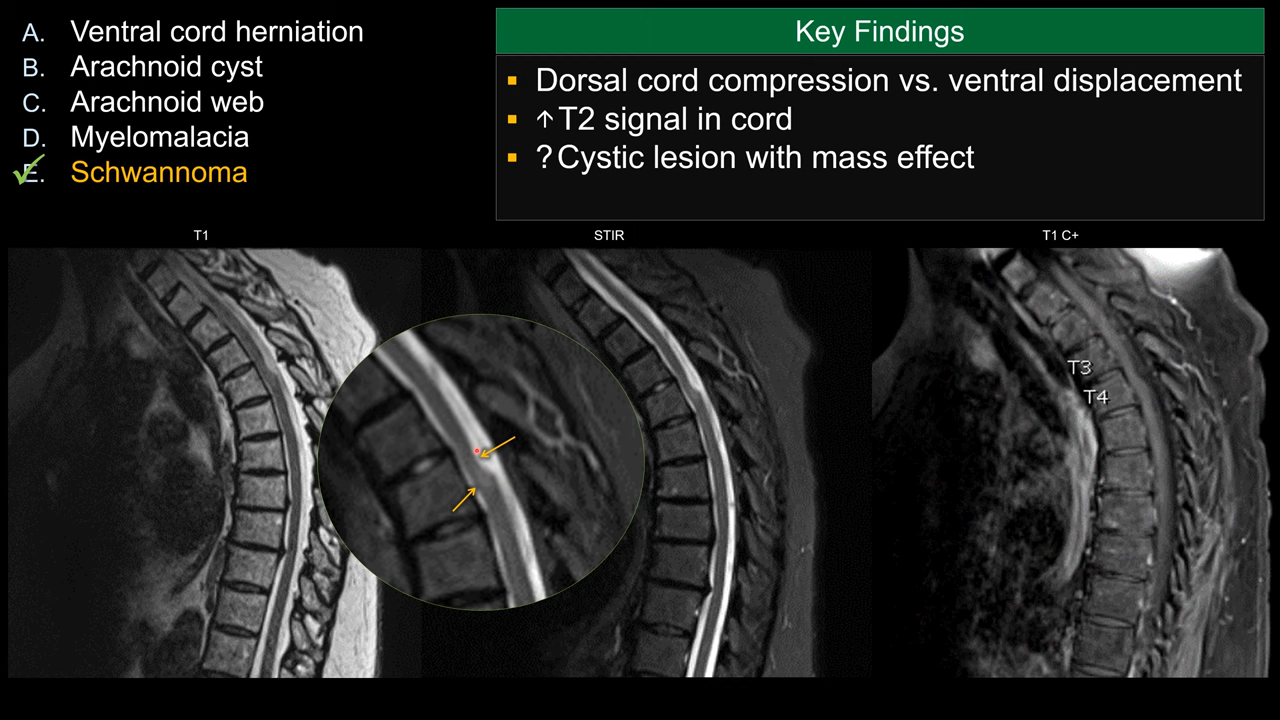 A. Ventral cord herniation
B. Arachnoid cyst
C. Arachnoid web
D. Myelomalacia
E. Schwannoma
Key Findings
▪ Dorsal cord compression vs. ventral displacement
▪ ↑T2 signal in cord
▪ ? Cystic lesion with mass effect
T1
STIR
T1 C+
T3
T4